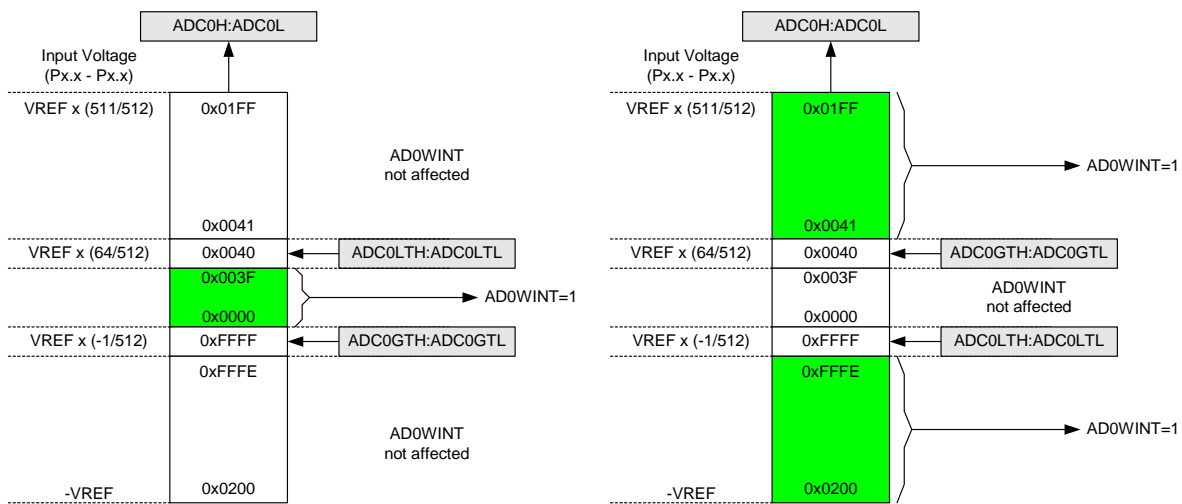 ADC0H:ADC0L
Input Voltage
(Px.x - Px.x)
VREF x (511/512)
0x01FF
AD0WINT
not affected
0x0041
VREF x (64/512)
0x0040
ADC0LTH:ADC0LTL
0x003F
AD0WINT=1
0x0000
VREF x (-1/512)
0xFFFF
ADC0GTH:ADC0GTL
0xFFFE
AD0WINT
not affected
-VREF
0x0200
ADC0H:ADC0L
Input Voltage
(Px.x - Px.x)
VREF x (511/512)
0x01FF
AD0WINT=1
0x0041
VREF x (64/512)
0x0040
ADC0GTH:ADC0GTL
0x003F
AD0WINT
not affected
0x0000
VREF x (-1/512)
0xFFFF
ADC0LTH:ADC0LTL
0xFFFE
AD0WINT=1
-VREF
0x0200